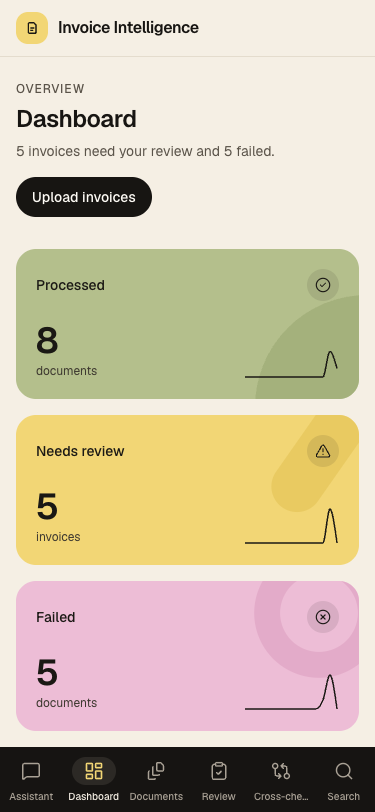 Invoice Intelligence
OVERVIEW
Dashboard
5 invoices need your review and 5 failed.
Upload invoices
Processed
8
documents
Needs review
5
invoices
Failed
5
documents
Assistant Dashboard Documents Review Cross-che... Search